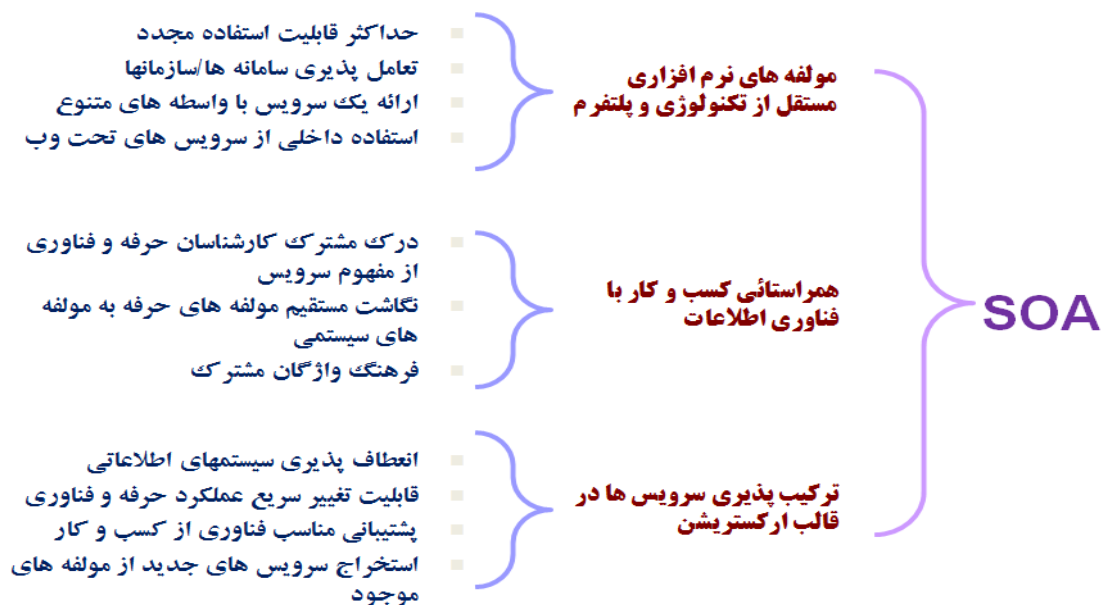 SOA
مولفه های نرم افزاری
مستقل از تکنولوژی و پلتفرم
حداکثر قابلیت استفاده مجدد
تعامل پذیری سامانه ها/سازمانها
ارائه یک سرویس با واسطه های متنوع
استفاده داخلی از سرویس های تحت وب
همراستائی کسب و کار با
فناوری اطلاعات
درک مشترک کارشناسان حرفه و فناوری
از مفهوم سرویس
نگاشت مستقیم مولفه های حرفه به مولفه
های سیستمی
فرهنگ واژگان مشترک
ترکیب پذیری سرویس ها در
قالب ارکستریشن
انعطاف پذیری سیستمهای اطلاعاتی
قابلیت تغییر سریع عملکرد حرفه و فناوری
پشتیبانی مناسب فناوری از کسب و کار
استخراج سرویس های جدید از مولفه های
موجود